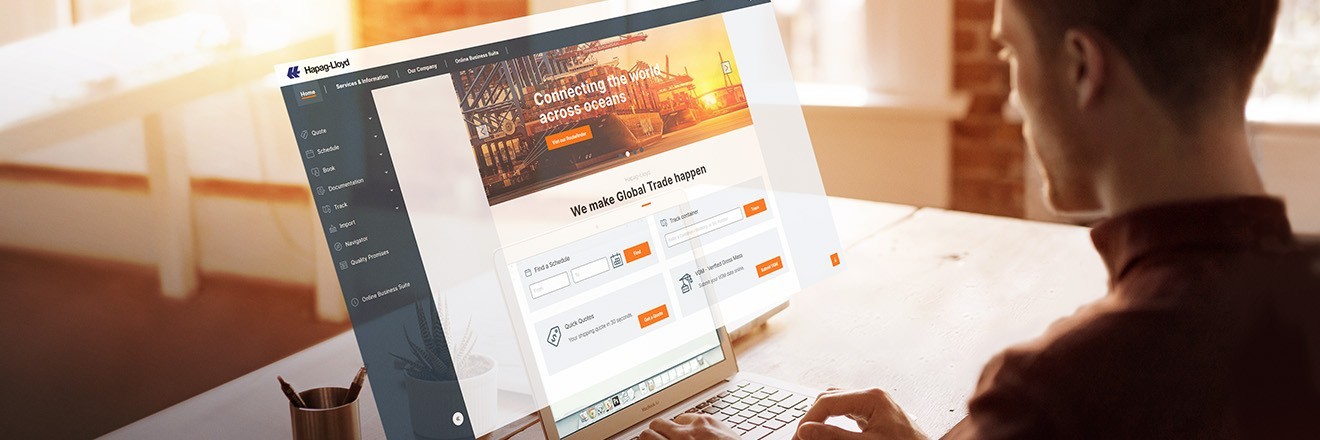 Hapag-Lloyd
Home
Services & Information
Our Company
Online Business Suite
Quote
Schedule
Book
Documentation
Track
Import
Navigator
Quality Promises
Online Business Suite
Connecting the world
across oceans
Visit our Routefinder
Hapag-Lloyd
We make Global Trade happen
Find a Schedule
From
To
Find
Track container
Track
Quick Quotes
Your shipping quote in 30 seconds.
Get a Quote
VGM - Verified Gross Mass
Submit your VGM data online.
Submit VGM
MacBook Air